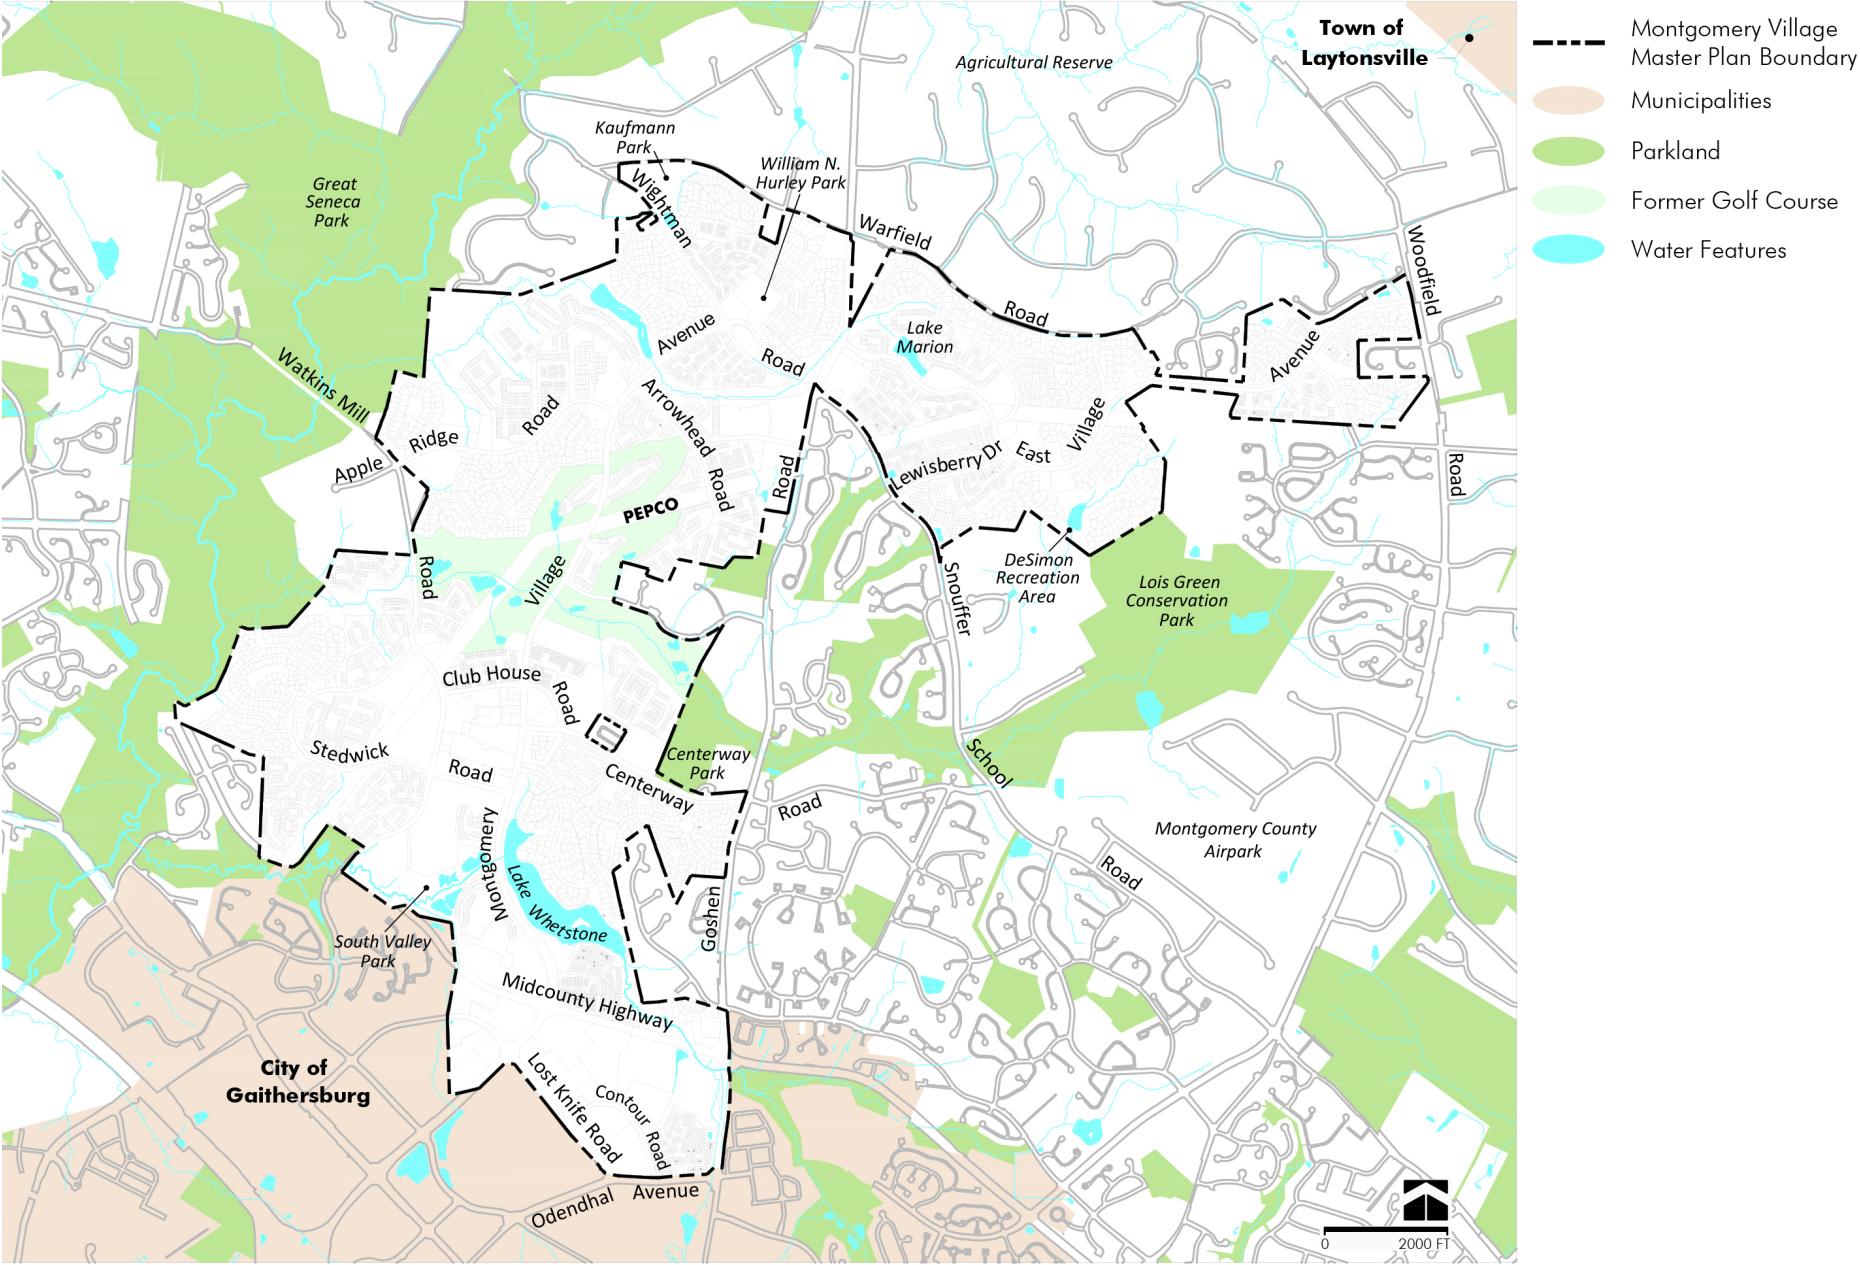 Town of
Laytonsville
Agricultural Reserve
Montgomery Village
Master Plan Boundary
Municipalities
Parkland
Former Golf Course
Water Features
Kaufmann
Park
William N.
Hurley Park
Great
Seneca
Park
Wightman
Warfield
Woodfield
Road
Avenue
Road
Lake
Marion
Avenue
Watkins Mill
Arrowhead
Road
Village
Ridge
Apple
Lewisberry Dr
East
Road
Road
Road
PEPCO
Road
Village
DeSimon
Recreation
Area
Snouffer
Lois Green
Conservation
Park
Club House
Road
Stedwick
Road
Centerway
Park
Centerway
School
Road
Montgomery
Montgomery County
Airpark
Road
Lake
Whetstone
Goshen
South Valley
Park
Midcounty Highway
City of
Gaithersburg
Lost Knife Road
Contour Road
Odendhal
Avenue
0
2000 FT